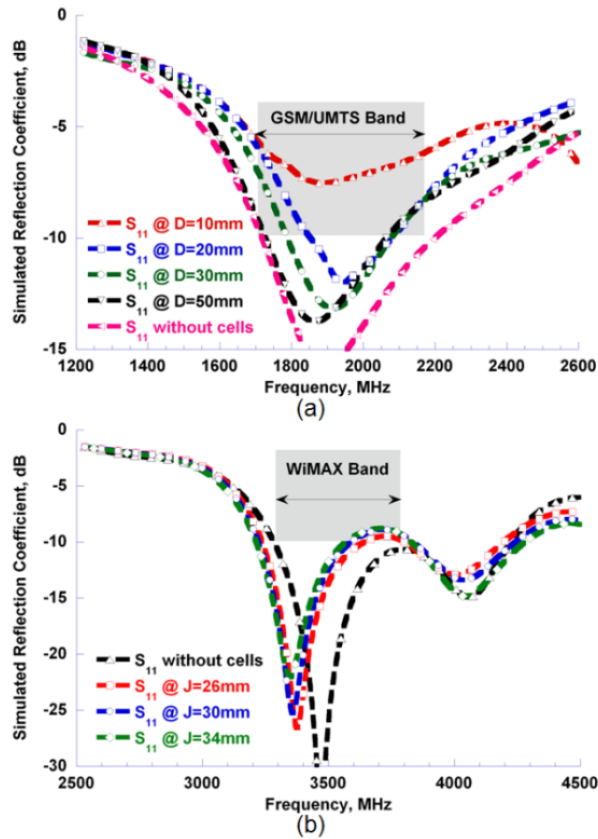 0
-5
-10
-15
Simulated Reflection Coefficient, dB
GSM/UMTS Band
S11 @ D=10mm
S11 @ D=20mm
S11 @ D=30mm
S11 @ D=50mm
S11 without cells
1200 1400 1600 1800 2000 2200 2400 2600
Frequency, MHz
(a)
0
-5
-10
-15
-20
-25
-30
Simulated Reflection Coefficient, dB
WiMAX Band
S11 without cells
S11 @ J=26mm
S11 @ J=30mm
S11 @ J=34mm
2500 3000 3500 4000 4500
Frequency, MHz
(b)